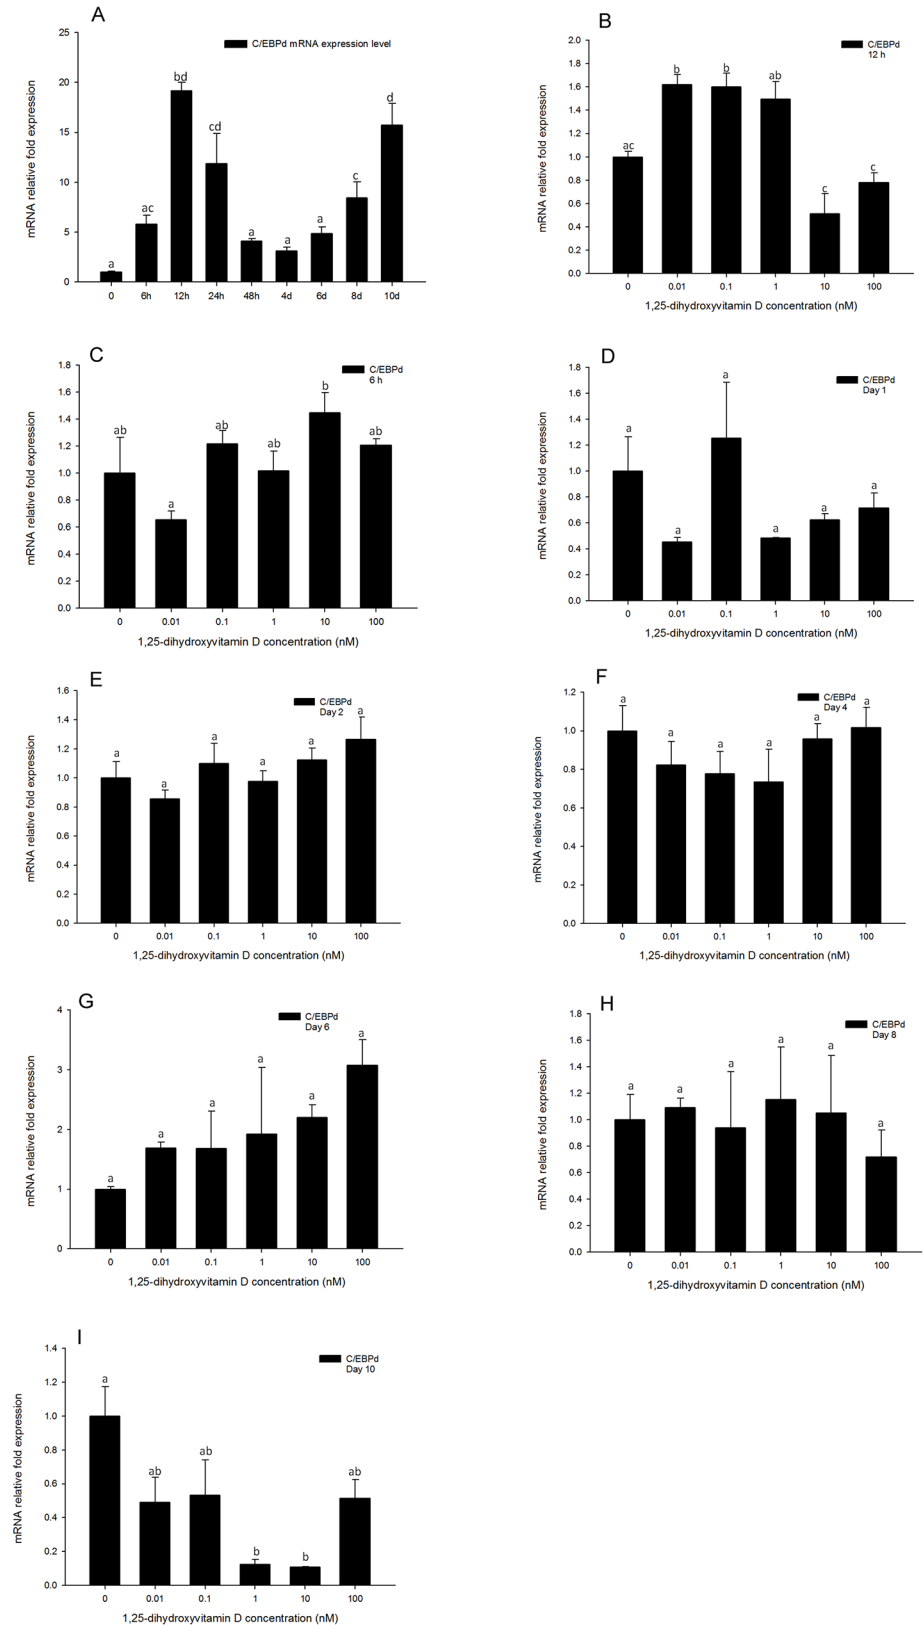 A
C/EBPd mRNA expression level
mRNA relative fold expression
25
20
15
10
5
0
a
ac
bd
cd
a
a
a
c
d
0 6h 12h 24h 48h 4d 6d 8d 10d
B
C/EBPd
12 h
mRNA relative fold expression
2.0
1.8
1.6
1.4
1.2
1.0
0.8
0.6
0.4
0.2
0.0
ac
b
b
ab
c
c
0 0.01 0.1 1 10 100
1,25-dihydroxyvitamin D concentration (nM)
C
C/EBPd
6 h
mRNA relative fold expression
1.8
1.6
1.4
1.2
1.0
0.8
0.6
0.4
0.2
0.0
ab
a
ab
ab
b
ab
0 0.01 0.1 1 10 100
1,25-dihydroxyvitamin D concentration (nM)
D
C/EBPd
Day 1
mRNA relative fold expression
1.8
1.6
1.4
1.2
1.0
0.8
0.6
0.4
0.2
0.0
a
a
a
a
a
a
0 0.01 0.1 1 10 100
1,25-dihydroxyvitamin D concentration (nM)
E
C/EBPd
Day 2
mRNA relative fold expression
1.6
1.4
1.2
1.0
0.8
0.6
0.4
0.2
0.0
a
a
a
a
a
a
0 0.01 0.1 1 10 100
1,25-dihydroxyvitamin D concentration (nM)
F
C/EBPd
Day 4
mRNA relative fold expression
1.2
1.0
0.8
0.6
0.4
0.2
0.0
a
a
a
a
a
a
0 0.01 0.1 1 10 100
1,25-dihydroxyvitamin D concentration (nM)
G
C/EBPd
Day 6
mRNA relative fold expression
4
3
2
1
0
a
a
a
a
a
a
0 0.01 0.1 1 10 100
1,25-dihydroxyvitamin D concentration (nM)
H
C/EBPd
Day 8
mRNA relative fold expression
1.8
1.6
1.4
1.2
1.0
0.8
0.6
0.4
0.2
0.0
a
a
a
a
a
a
0 0.01 0.1 1 10 100
1,25-dihydroxyvitamin D concentration (nM)
I
C/EBPd
Day 10
mRNA relative fold expression
1.4
1.2
1.0
0.8
0.6
0.4
0.2
0.0
a
ab
ab
b
b
ab
0 0.01 0.1 1 10 100
1,25-dihydroxyvitamin D concentration (nM)